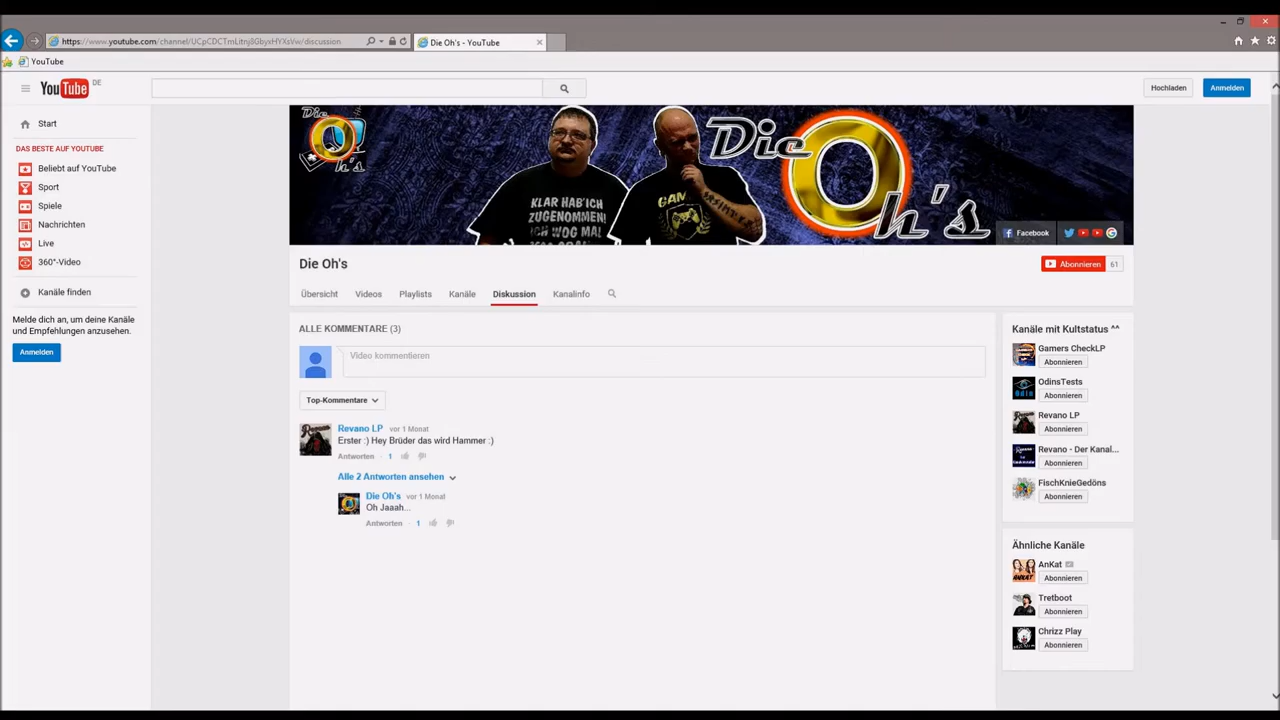 https://www.youtube.com/channel/UCpCDCTmLitnj8GbyxHYXsVw/discussion
Die Oh's - YouTube
YouTube
YouTube DE
Hochladen
Anmelden
Start
DAS BESTE AUF YOUTUBE
Beliebt auf YouTube
Sport
Spiele
Nachrichten
Live
360°-Video
Kanäle finden
Melde dich an, um deine Kanäle
und Empfehlungen anzusehen.
Anmelden
Die
Oh's
KLAR HAB'ICH
ZUGENOMMEN!
ICH WOG MAL
Die Oh's
Facebook
Die Oh's
Abonnieren 61
Übersicht Videos Playlists Kanäle Diskussion Kanalinfo
ALLE KOMMENTARE (3)
Video kommentieren
Top-Kommentare
Revano LP vor 1 Monat
Erster :) Hey Brüder das wird Hammer :)
Antworten · 1
Alle 2 Antworten ansehen
Die Oh's vor 1 Monat
Oh Jaaah...
Antworten · 1
Kanäle mit Kultstatus ^^
Gamers CheckLP
Abonnieren
OdinsTests
Abonnieren
Revano LP
Abonnieren
Revano - Der Kanal...
Abonnieren
FischKnieGedöns
Abonnieren
Ähnliche Kanäle
AnKat
Abonnieren
Tretboot
Abonnieren
Chrizz Play
Abonnieren